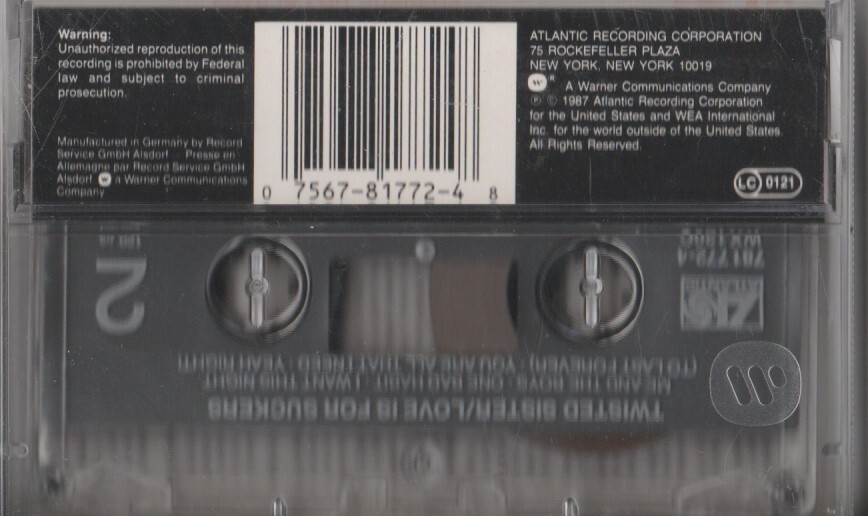 Warning:
Unauthorized reproduction of this
recording is prohibited by Federal
law and subject to criminal
prosecution.
Manufactured in Germany by Record
Service GmbH Alsdorf Presse en
Allemagne par Record Service GmbH
Alsdorf a Warner Communications
Company
0 7567-81772-4 8
ATLANTIC RECORDING CORPORATION
75 ROCKEFELLER PLAZA
NEW YORK, NEW YORK 10019
® A Warner Communications Company
℗ © 1987 Atlantic Recording Corporation
for the United States and WEA International
Inc. for the world outside of the United States.
All Rights Reserved.
LC 0121
TWISTED SISTER/LOVE IS FOR SUCKERS
ME AND THE BOYS · ONE BAD HABIT · I WANT THIS NIGHT
(TO LAST FOREVER) · YOU ARE ALL THAT I NEED · YEAH RIGHT!
ATLANTIC
781 772-4
WX 120C
2